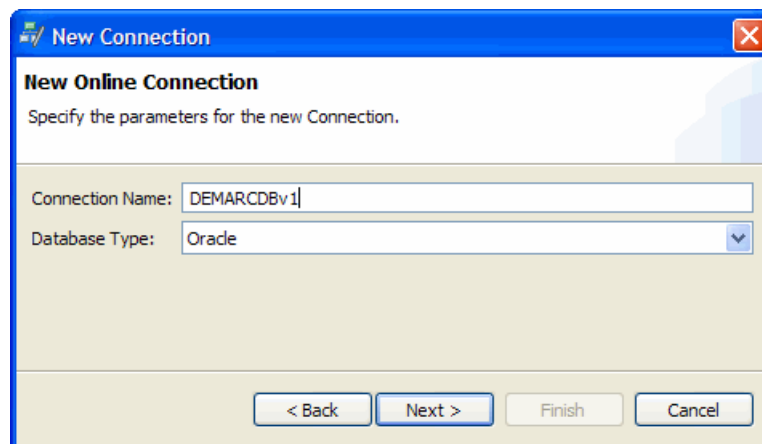 New Connection
New Online Connection
Specify the parameters for the new Connection.
Connection Name: DEMARCDBv1
Database Type: Oracle
< Back Next > Finish Cancel